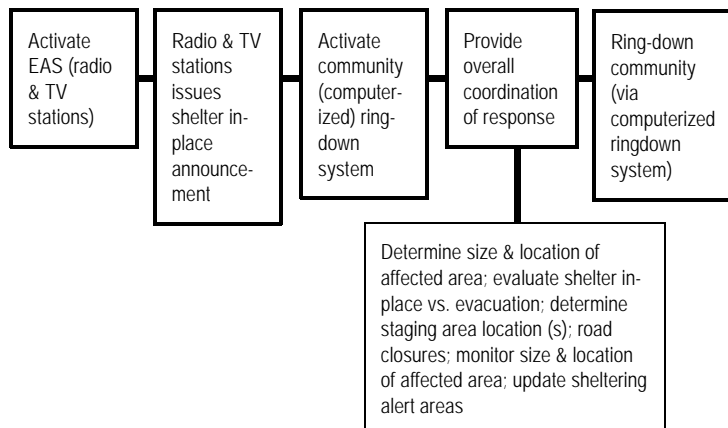 Activate
EAS (radio
& TV
stations)
Radio & TV
stations
issues
shelter in-
place
announce-
ment
Activate
community
(computer-
ized) ring-
down
system
Provide
overall
coordination
of response
Ring-down
community
(via
computerized
ringdown
system)
Determine size & location of
affected area; evaluate shelter in-
place vs. evacuation; determine
staging area location (s); road
closures; monitor size & location
of affected area; update sheltering
alert areas